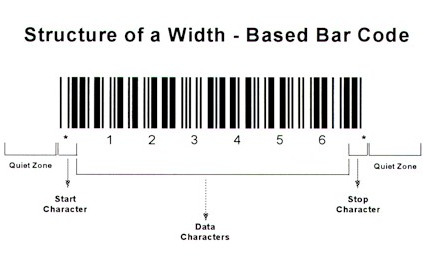 Structure of a Width - Based Bar Code
* 1 2 3 4 5 6 *
Quiet Zone Quiet Zone
Start
Character
Stop
Character
Data
Characters